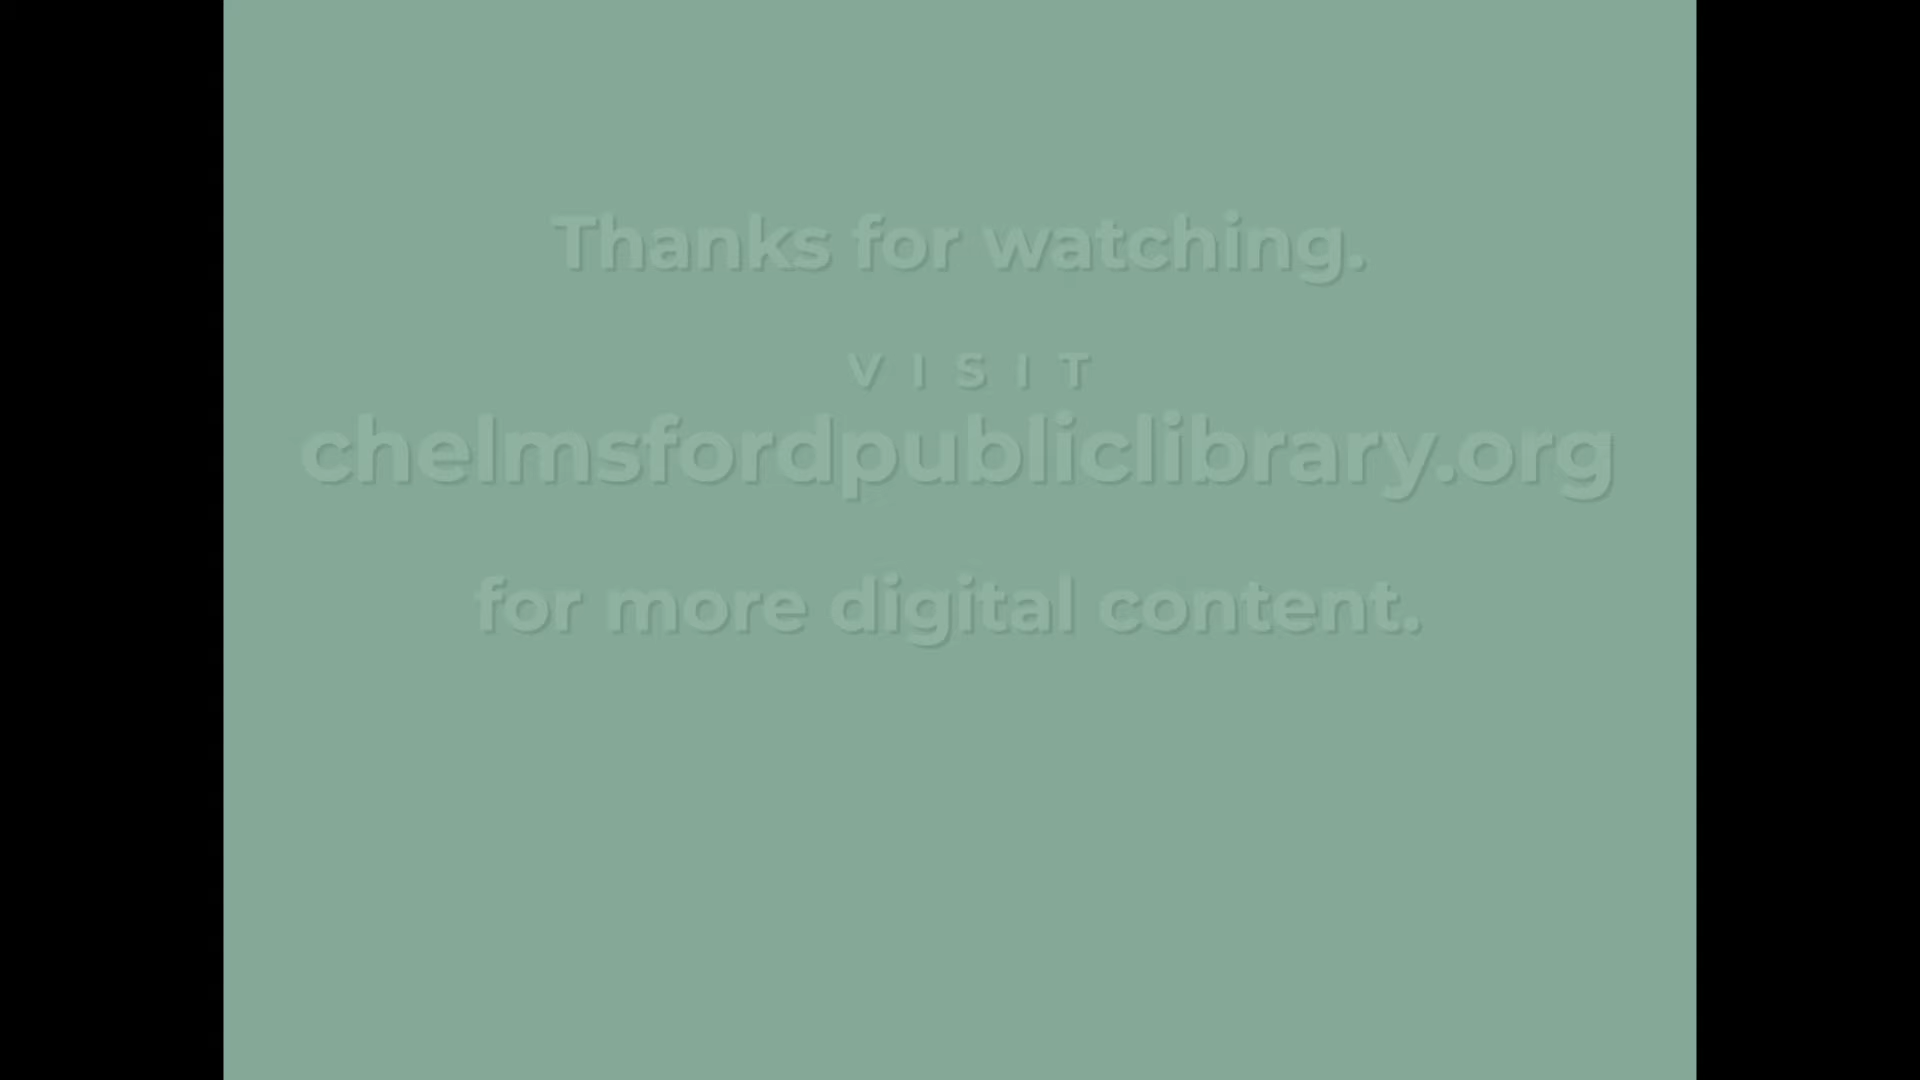 Thanks for watching.
VISIT
chelmsfordpubliclibrary.org
for more digital content.